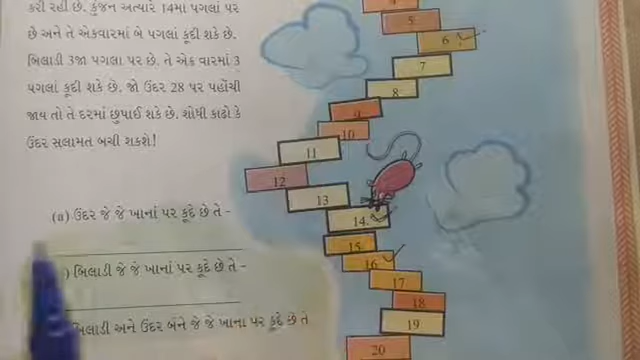 કરી રહી છે. કુંજન અત્યારે 14માં પગલાં પર
છે અને તે એકવારમાં બે પગલાં કૂદી શકે છે.
બિલાડી 3જા પગલા પર છે. તે એક વારમાં 3
પગલાં કૂદી શકે છે. જો ઉંદર 28 પર પહોંચી
જાય તો તે દરમાં છુપાઈ શકે છે. શોધી કાઢો કે
ઉંદર સલામત બચી શકશે!
(a) ઉંદર જે જે ખાનાં પર કૂદે છે તે -
) બિલાડી જે જે ખાનાં પર કૂદે છે તે -
બિલાડી અને ઉંદર બંને જે જે ખાના પર કૂદે છે તે
5
6
7
8
9
10
11
12
13
14
15
16
17
18
19
20